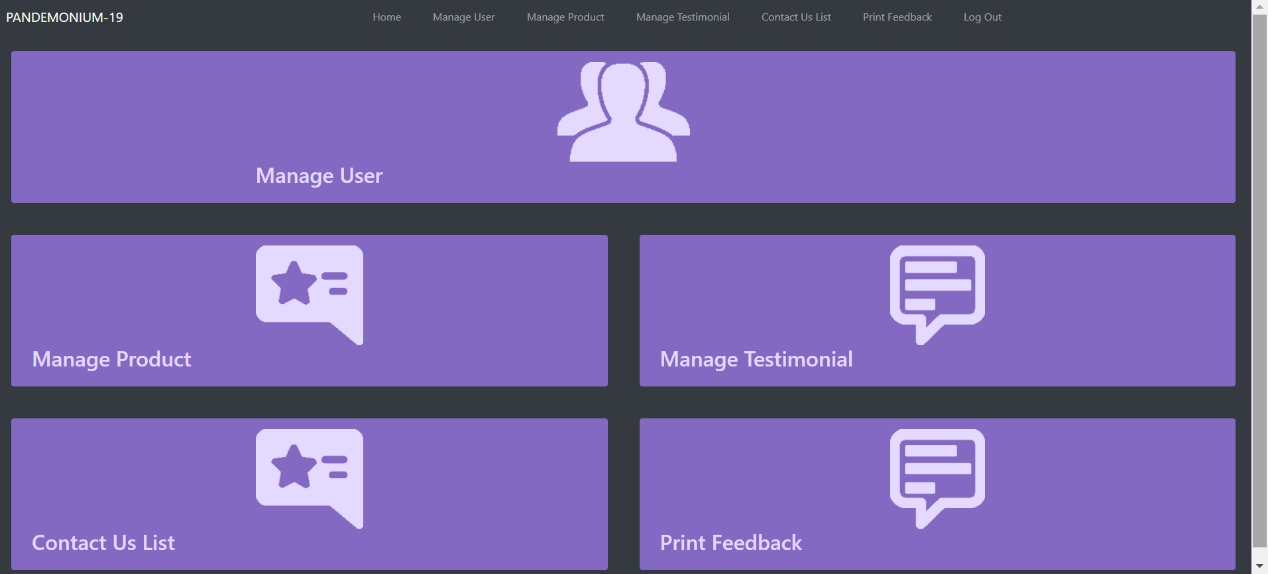 PANDEMONIUM-19 Home Manage User Manage Product Manage Testimonial Contact Us List Print Feedback Log Out
Manage User
Manage Product Manage Testimonial
Contact Us List Print Feedback